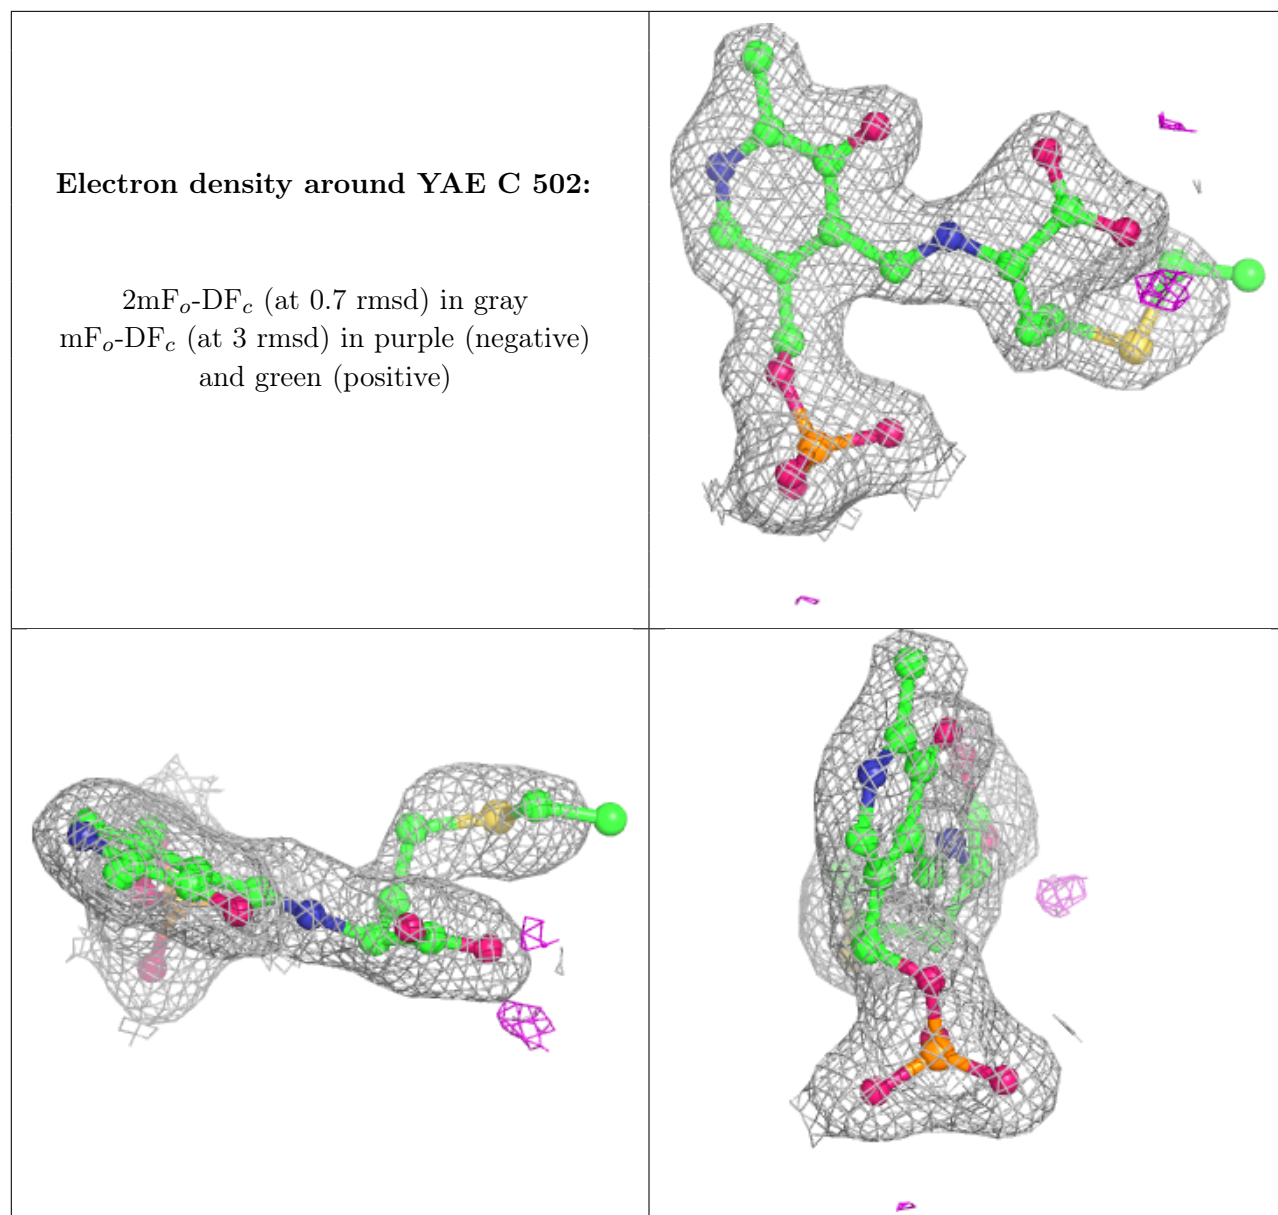 Electron density around YAE C 502:
2mFo-DFc (at 0.7 rmsd) in gray
mFo-DFc (at 3 rmsd) in purple (negative)
and green (positive)